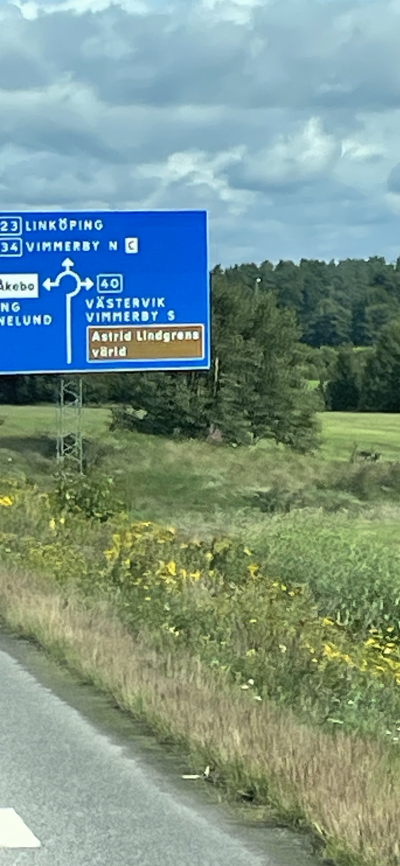 23 LINKÖPING
34 VIMMERBY N C
Åkebo
40
NG
NELUND
VÄSTERVIK
VIMMERBY S
Astrid Lindgrens
värld